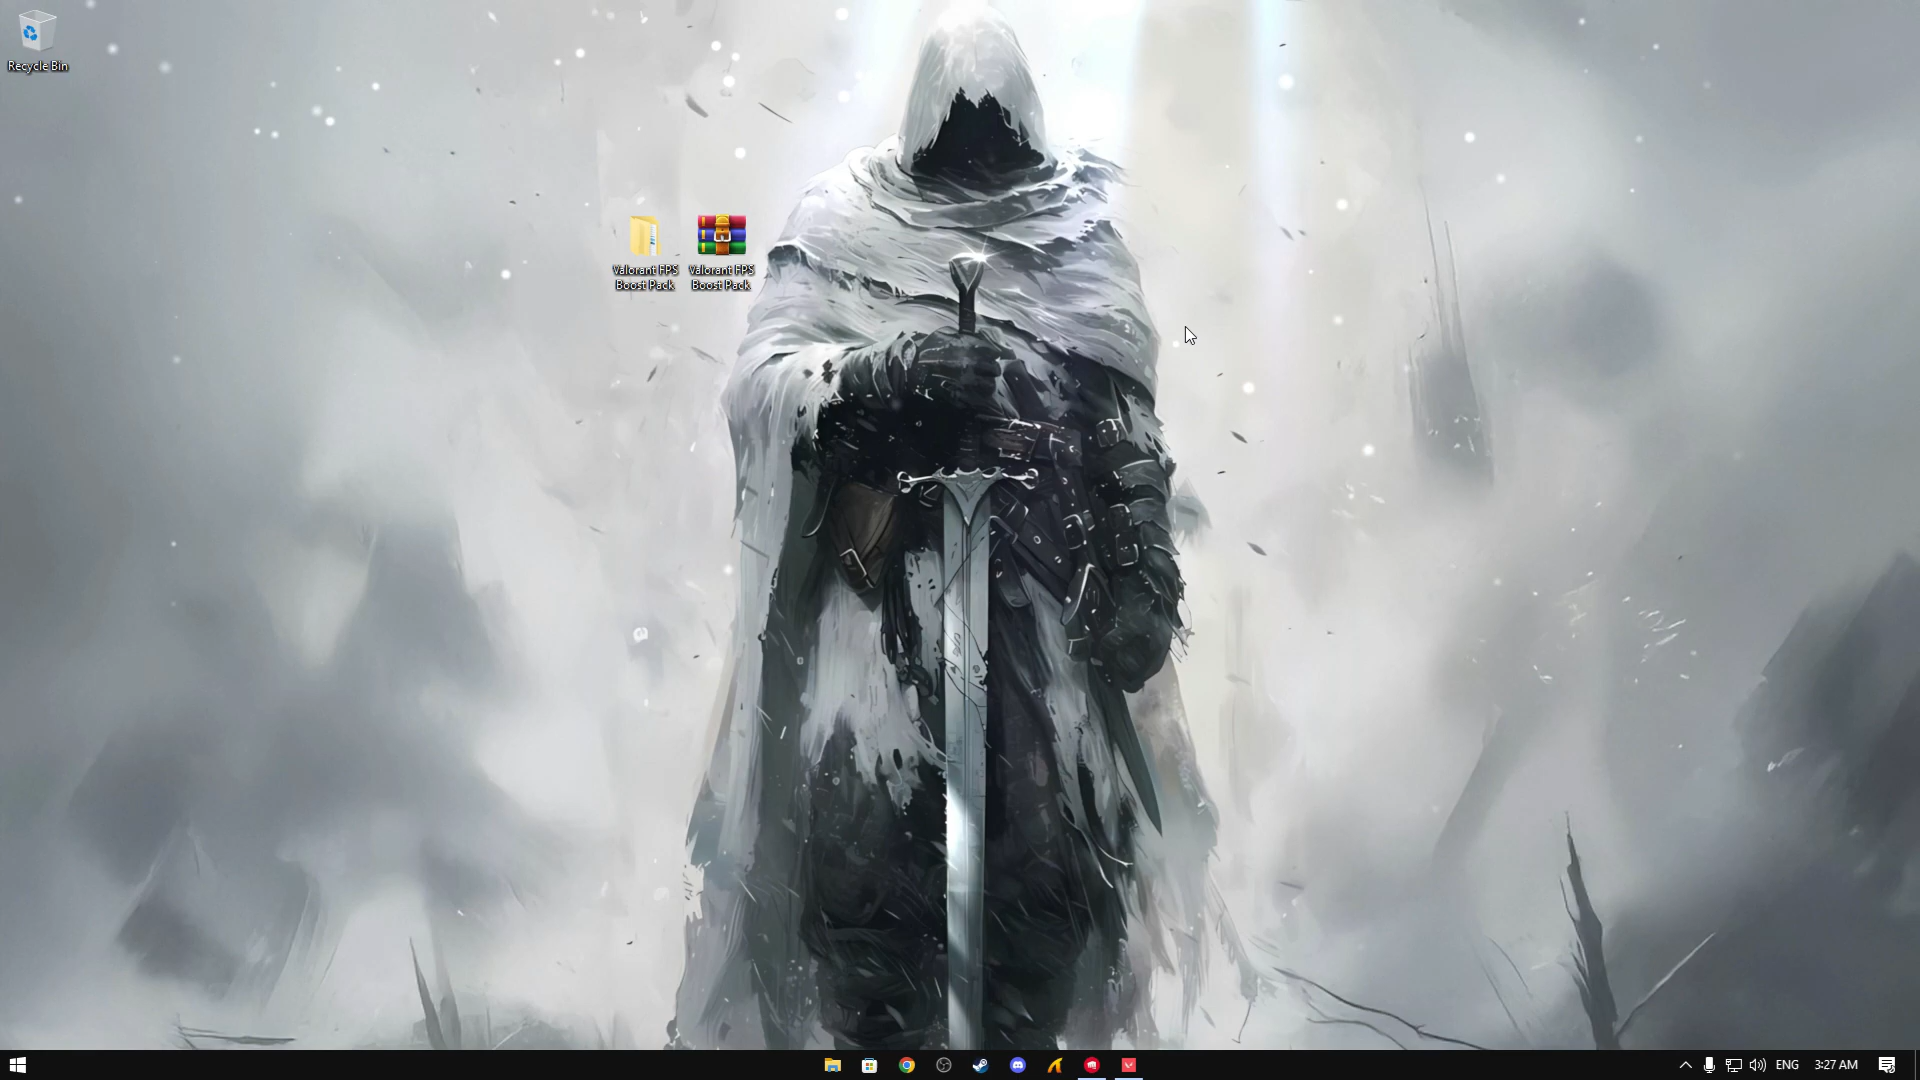 Recycle Bin
Valorant FPS
Boost Pack
Valorant FPS
Boost Pack
ENG
3:27 AM